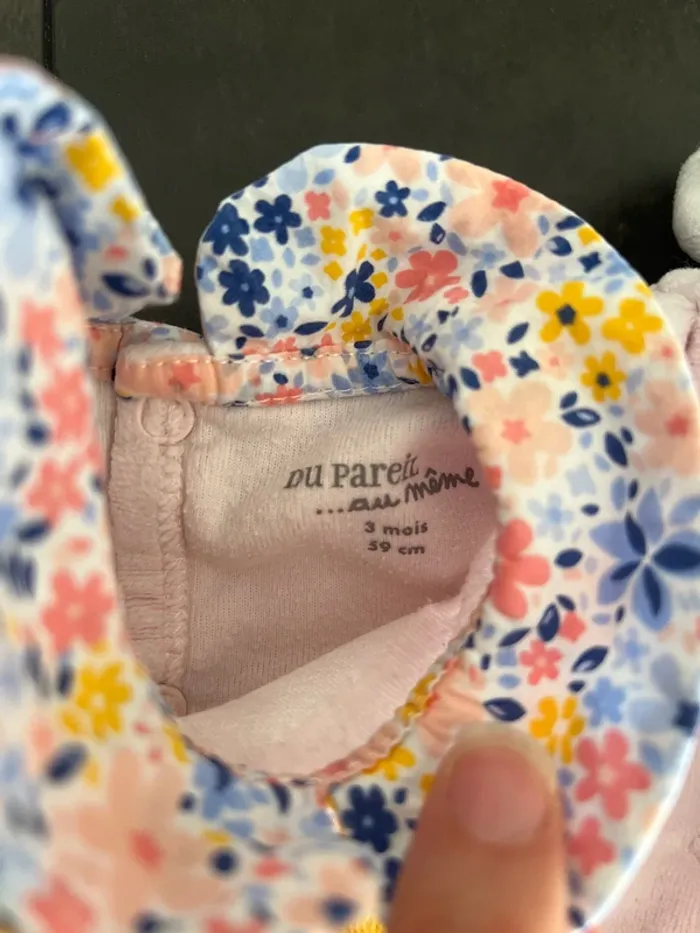 DU PAREIL
...au même
3 mois
59 cm